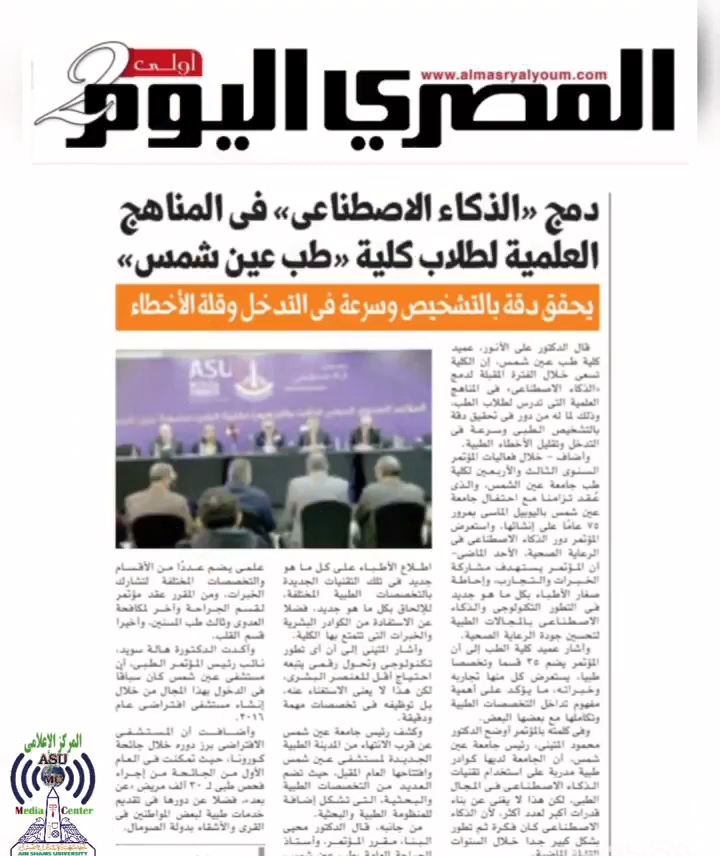 المصري اليوم
أولى
2
www.almasryalyoum.com
دمج «الذكاء الاصطناعى» فى المناهج
العلمية لطلاب كلية «طب عين شمس»
يحقق دقة بالتشخيص وسرعة فى التدخل وقلة الأخطاء
ASU
قال الدكتور على الأنور، عميد
كلية طب عين شمس، إن الكلية
تسعى خلال الفترة المقبلة لدمج
«الذكاء الاصطناعى» فى المناهج
العلمية التى تدرس لطلاب الطب،
وذلك لما له من دور فى تحقيق دقة
بالتشخيص الطبى وسرعة فى
التدخل وتقليل الأخطاء الطبية.
وأضاف - خلال فعاليات المؤتمر
السنوى الثالث والأربعين لكلية
طب جامعة عين الشمس، والذى
عُقد تزامنا مع احتفال جامعة
عين شمس باليوبيل الماسى بمرور
٧٥ عامًا على إنشائها، واستعرض
المؤتمر دور الذكاء الاصطناعى فى
الرعاية الصحية، الأحد الماضى-
أن المؤتمر يستهدف مشاركة
الخبرات والتجارب، وإحاطة
صغار الأطباء بكل ما هو جديد
فى التطور التكنولوجى والذكاء
الاصطناعى بالمجالات الطبية
لتحسين جودة الرعاية الصحية.
وأشار عميد كلية الطب إلى أن
المؤتمر يضم ٣٥ قسما وتخصصا
طبيا، يستعرض كل منها تجاربه
وخبراته، ما يؤكد على أهمية
مفهوم تداخل التخصصات الطبية
وتكاملها مع بعضها البعض.
وفى كلمته بالمؤتمر أوضح الدكتور
محمود المتينى، رئيس جامعة عين
شمس، أن الجامعة لديها كوادر
طبية مدربة على استخدام تقنيات
الذكاء الاصطناعى فى المجال
الطبى، لكن هذا لا يغنى عن بناء
قدرات أكبر لعدد أكثر، لأن الذكاء
الاصطناعى كان فكرة ثم تطور
بشكل كبير جدا خلال السنوات
الثلاثة الماضية
اطلاع الأطباء على كل ما هو
جديد فى تلك التقنيات الجديدة
بالتخصصات الطبية المختلفة،
للإلحاق بكل ما هو جديد، فضلا
عن الاستفادة من الكوادر البشرية
والخبرات التى تتمتع بها الكلية.
وأشار المتينى إلى أن أى تطور
تكنولوجى وتحول رقمى يتبعه
احتياج أقل للعنصر البشرى،
لكن هذا لا يعنى الاستغناء عنه،
بل توظيفه فى تخصصات مهمة
ودقيقة.
وكشف رئيس جامعة عين شمس
عن قرب الانتهاء من المدينة الطبية
الجديدة لمستشفى عين شمس
وافتتاحها العام المقبل، حيث تضم
العديد من التخصصات الطبية
والبحثية، التى تشكل إضافة
للمنظومة الطبية والبحثية.
من جانبه، قال الدكتور محيى
البنا، مقرر المؤتمر، وأستاذ
الجراحة العامة بطب عين شمس
علمى يضم عددًا من الأقسام
والتخصصات المختلفة لتشارك
الخبرات، ومن المقرر عقد مؤتمر
لقسم الجراحة وآخر لمكافحة
العدوى وثالث طب المسنين، وأخيرا
قسم القلب.
وأكدت الدكتورة هالة سويد،
نائب رئيس المؤتمر الطبى، أن
مستشفى عين شمس كان سباقًا
فى الدخول بهذا المجال من خلال
إنشاء مستشفى افتراضى عام
٢٠١٦.
وأضافت أن المستشفى
الافتراضى برز دوره خلال جائحة
كورونا، حيث تمكنت فى العام
الأول من الجائحة من إجراء
فحص طبى لـ ٣٠ ألف مريض «عن
بعد»، فضلا عن دورها فى تقديم
خدمات طبية لبعض المواطنين فى
القرى والأشقاء بدولة الصومال.
المركز الإعلامى
ASU
MC
Media Center
AIN SHAMS UNIVERSITY